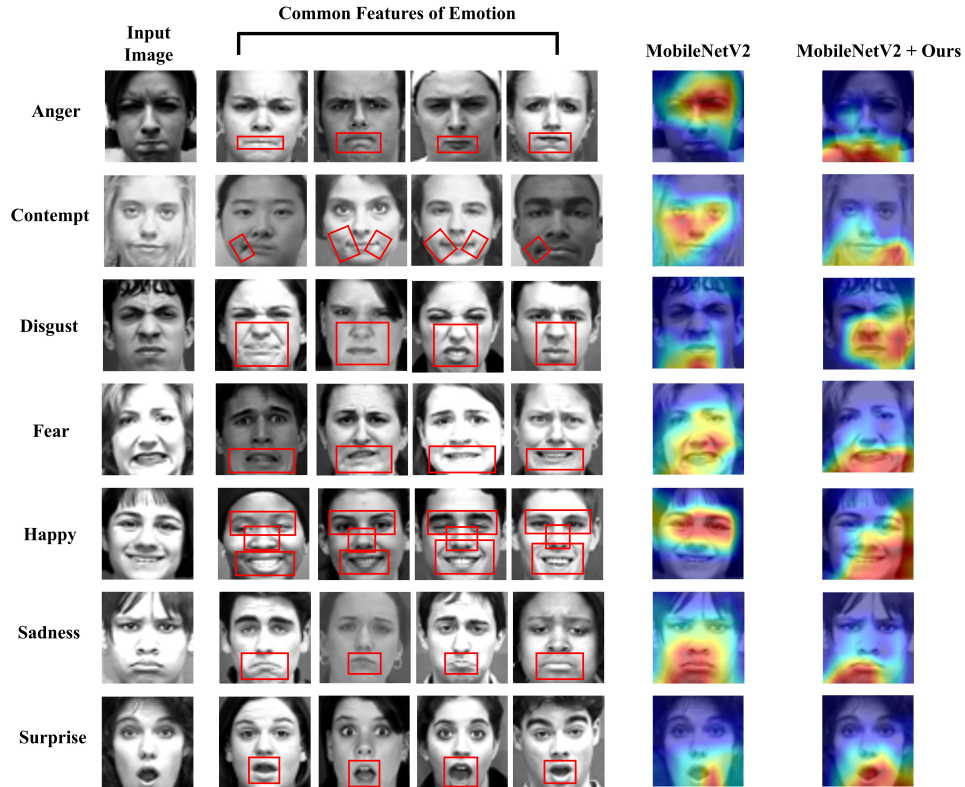 Common Features of Emotion
Input
Image
MobileNetV2
MobileNetV2 + Ours
Anger
Contempt
Disgust
Fear
Happy
Sadness
Surprise